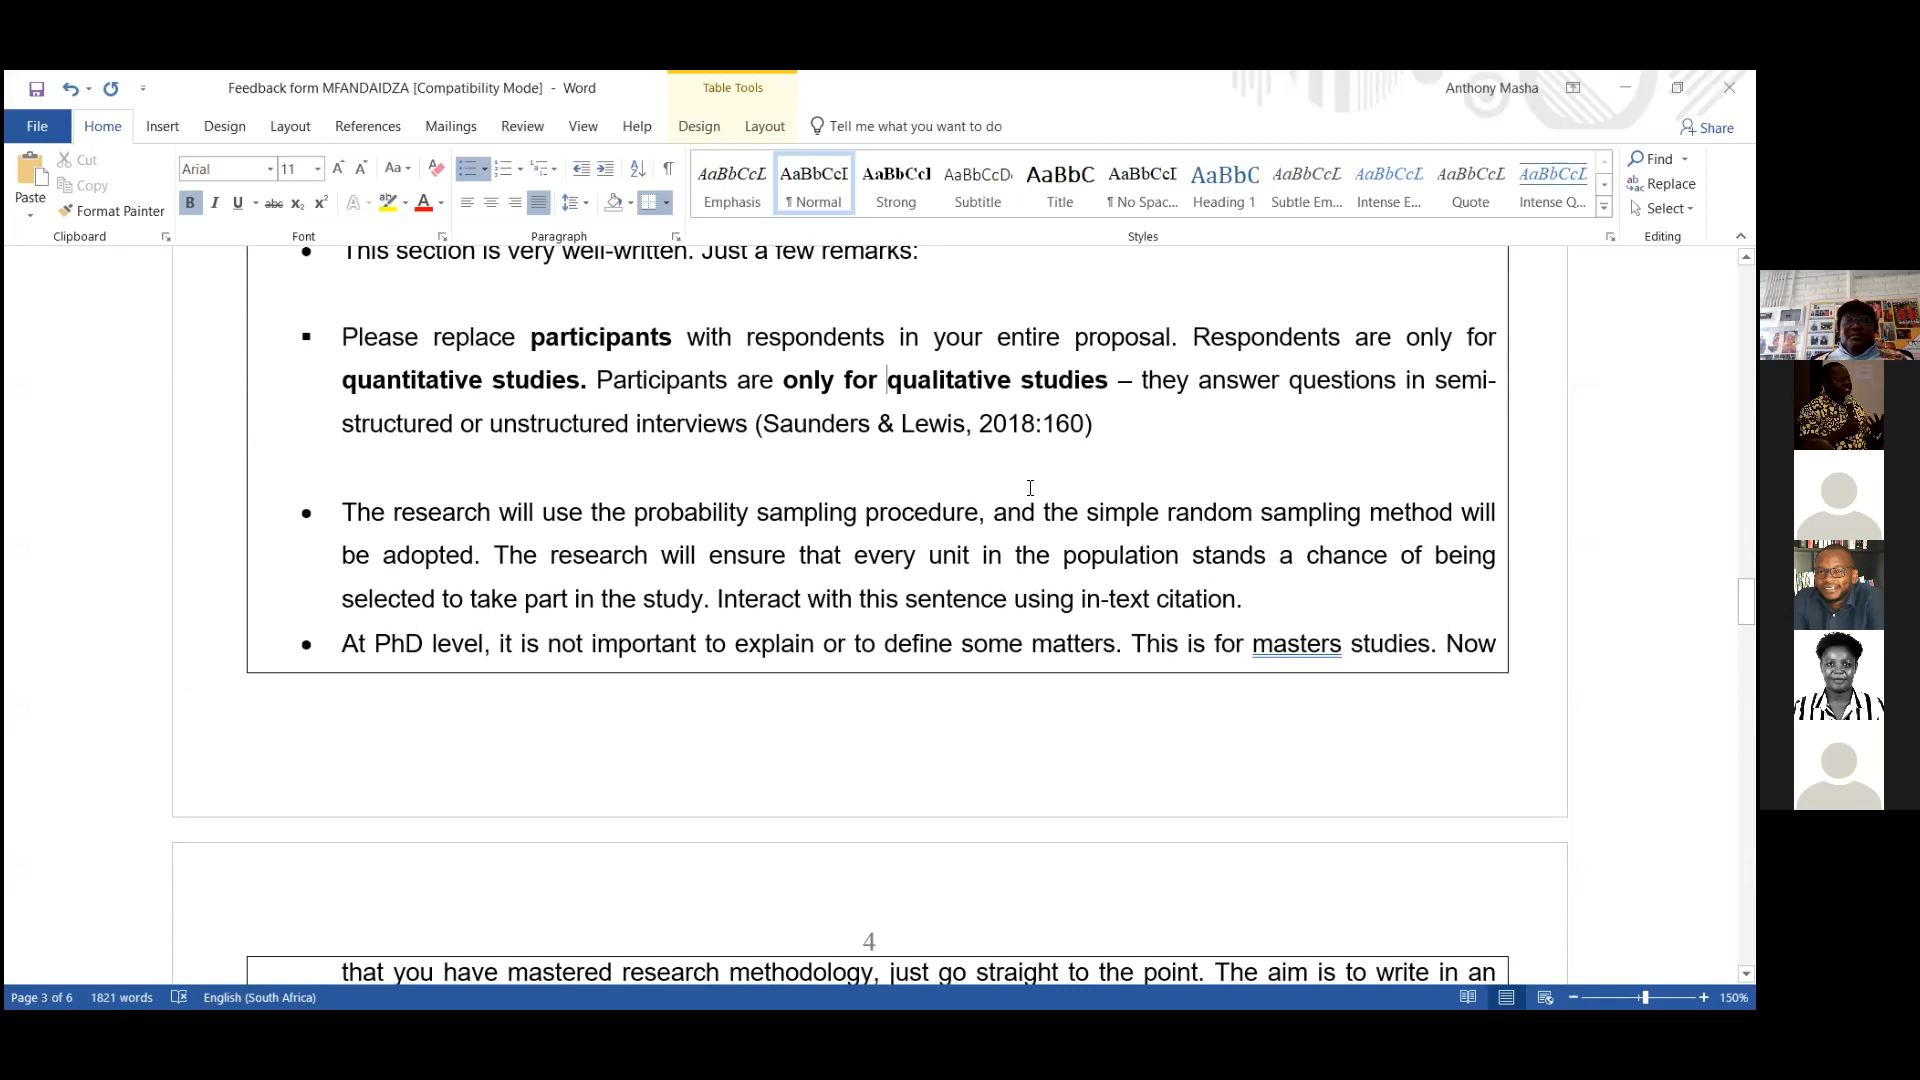 Feedback form MFANDAIDZA [Compatibility Mode] - Word
Table Tools
Anthony Masha
File Home Insert Design Layout References Mailings Review View Help Design Layout Tell me what you want to do Share
Paste Cut Copy Format Painter
Arial 11
AaBbCcL AaBbCcI AaBbCcI AaBbCcD AaBbC AaBbCcI AaBbC AaBbCcL AaBbCcL AaBbCcL AaBbCcL
Emphasis ¶ Normal Strong Subtitle Title ¶ No Spac... Heading 1 Subtle Em... Intense E... Quote Intense Q...
Find Replace Select
Clipboard Font Paragraph Styles Editing
• This section is very well-written. Just a few remarks:
▪ Please replace participants with respondents in your entire proposal. Respondents are only for
quantitative studies. Participants are only for qualitative studies – they answer questions in semi-
structured or unstructured interviews (Saunders & Lewis, 2018:160)
• The research will use the probability sampling procedure, and the simple random sampling method will
be adopted. The research will ensure that every unit in the population stands a chance of being
selected to take part in the study. Interact with this sentence using in-text citation.
• At PhD level, it is not important to explain or to define some matters. This is for masters studies. Now
4
that you have mastered research methodology, just go straight to the point. The aim is to write in an
Page 3 of 6 1821 words English (South Africa) 150%